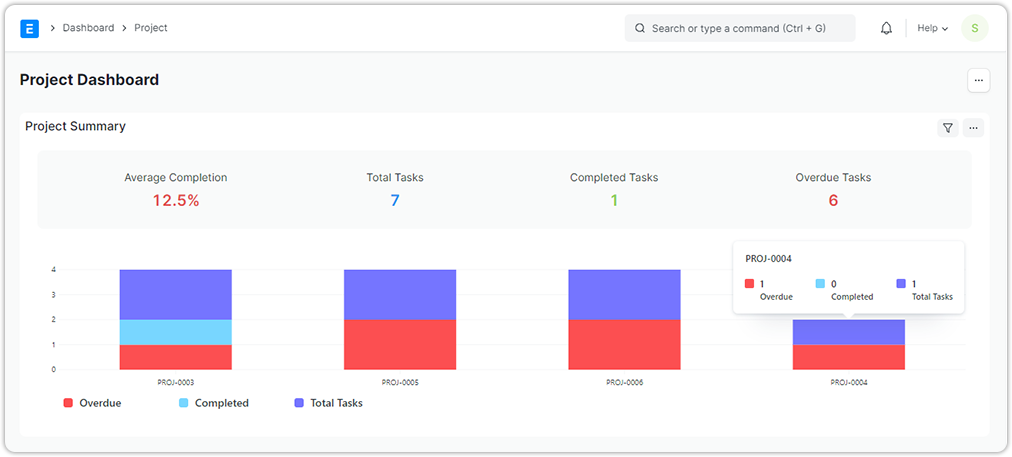 E
Dashboard
Project
Search or type a command (Ctrl + G)
Help
S
Project Dashboard
...
Project Summary
...
Average Completion
12.5%
Total Tasks
7
Completed Tasks
1
Overdue Tasks
6
PROJ-0004
1
Overdue
0
Completed
1
Total Tasks
4
3
2
1
0
PROJ-0003
PROJ-0005
PROJ-0006
PROJ-0004
Overdue
Completed
Total Tasks